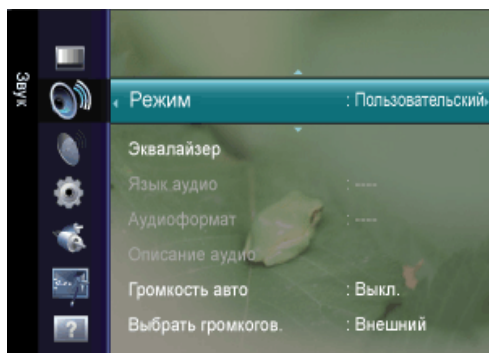 Звук
Режим : Пользовательский
Эквалайзер
Язык аудио : ----
Аудиоформат : ----
Описание аудио
Громкость авто : Выкл.
Выбрать громкогов. : Внешний
?